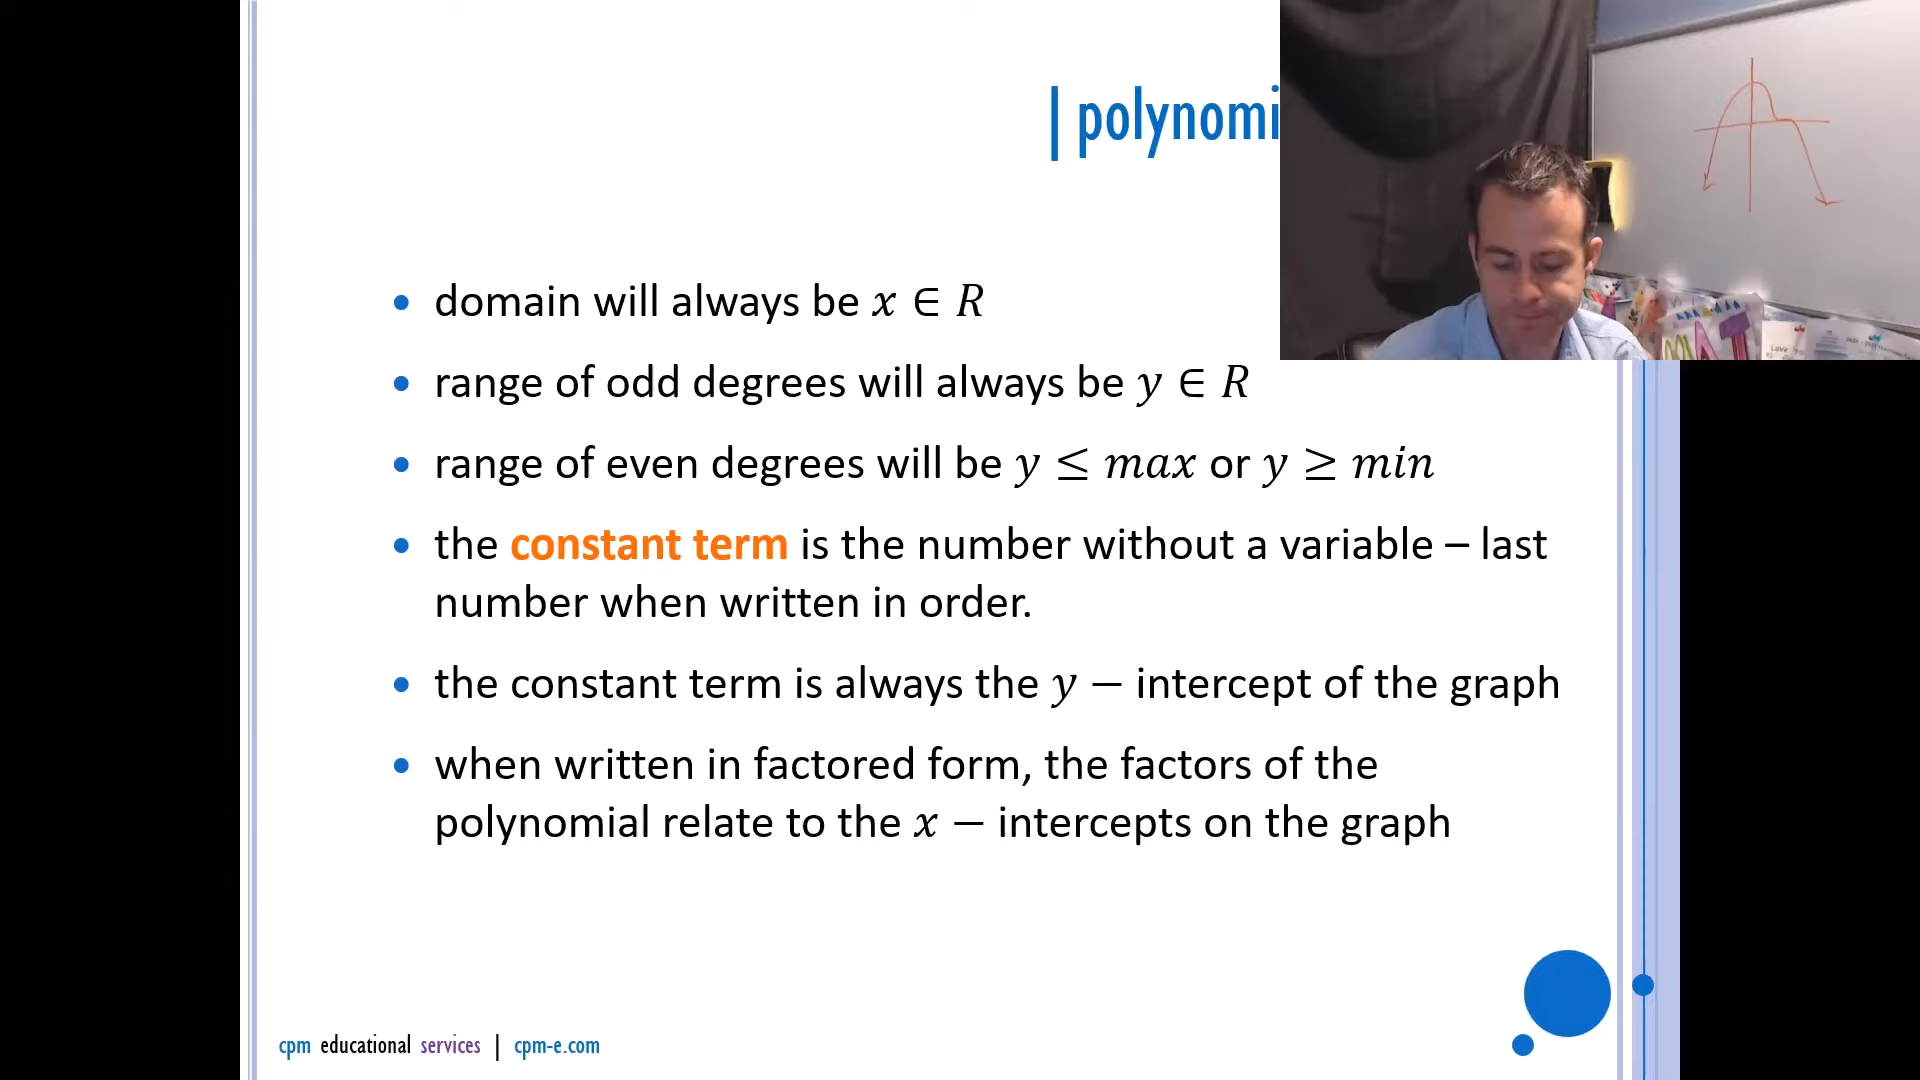 | polynomi
• domain will always be x ∈ R
• range of odd degrees will always be y ∈ R
• range of even degrees will be y ≤ max or y ≥ min
• the constant term is the number without a variable – last
number when written in order.
• the constant term is always the y − intercept of the graph
• when written in factored form, the factors of the
polynomial relate to the x − intercepts on the graph
cpm educational services | cpm-e.com